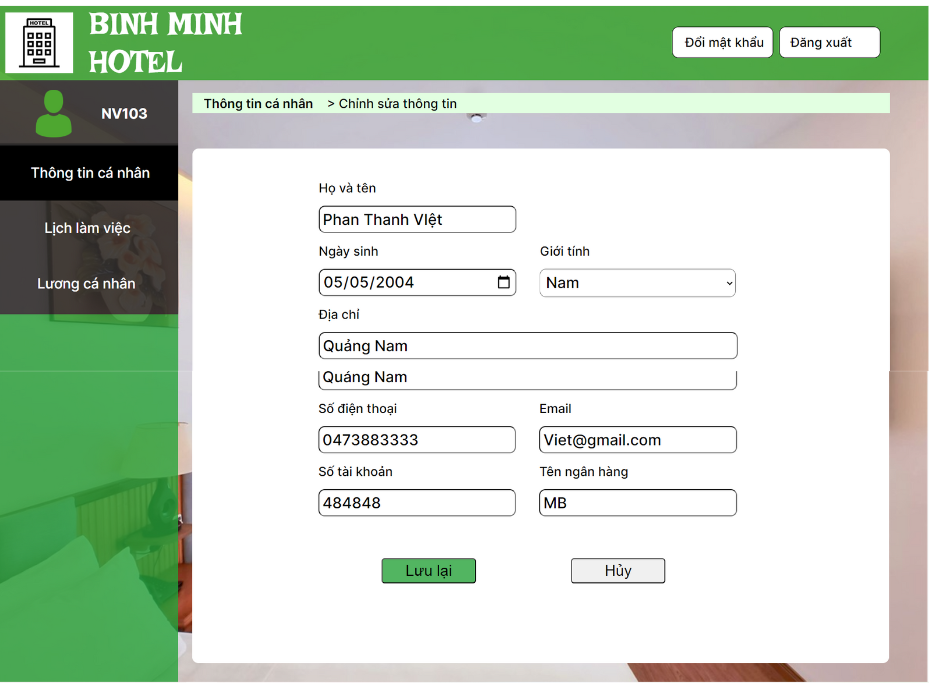 HOTEL
BINH MINH
HOTEL
Đổi mật khẩu
Đăng xuất
NV103
Thông tin cá nhân
Lịch làm việc
Lương cá nhân
Thông tin cá nhân > Chỉnh sửa thông tin
Họ và tên
Phan Thanh VIệt
Ngày sinh
Giới tính
05/05/2004
Nam
Địa chỉ
Quảng Nam
Quảng Nam
Số điện thoại
Email
0473883333
Viet@gmail.com
Số tài khoản
Tên ngân hàng
484848
MB
Lưu lại
Hủy